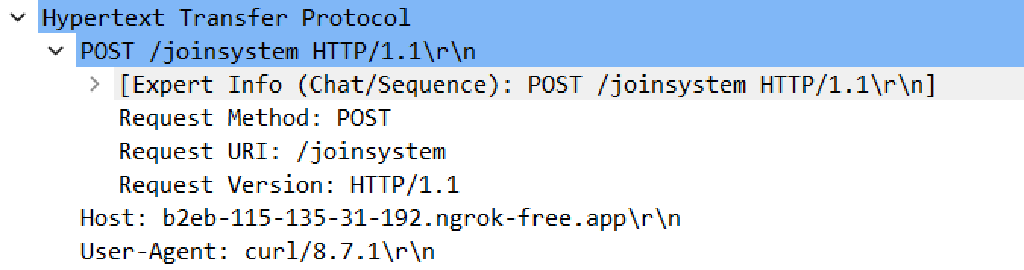 Hypertext Transfer Protocol
POST /joinsystem HTTP/1.1\r\n
[Expert Info (Chat/Sequence): POST /joinsystem HTTP/1.1\r\n]
Request Method: POST
Request URI: /joinsystem
Request Version: HTTP/1.1
Host: b2eb-115-135-31-192.ngrok-free.app\r\n
User-Agent: curl/8.7.1\r\n